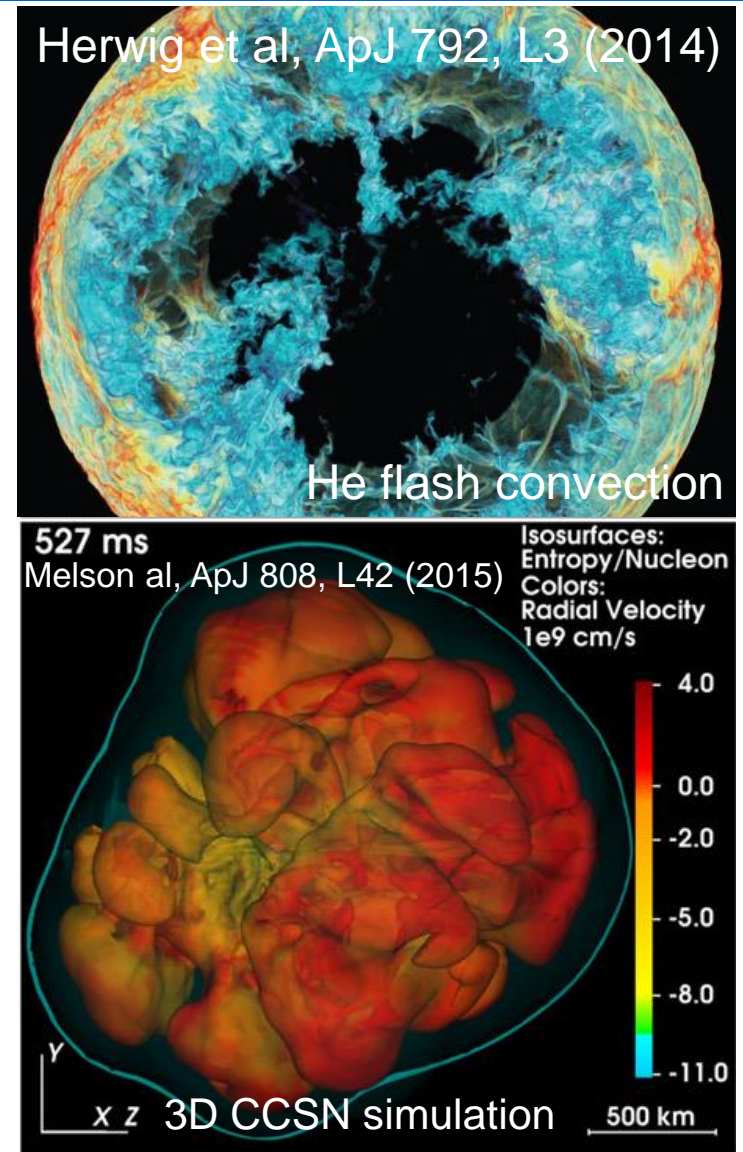 Herwig et al, ApJ 792, L3 (2014)
He flash convection
527 ms
Melson al, ApJ 808, L42 (2015)
Isosurfaces:
Entropy/Nucleon
Colors:
Radial Velocity
1e9 cm/s
4.0
0.0
-2.0
-5.0
-8.0
-11.0
Y
X Z
3D CCSN simulation
500 km